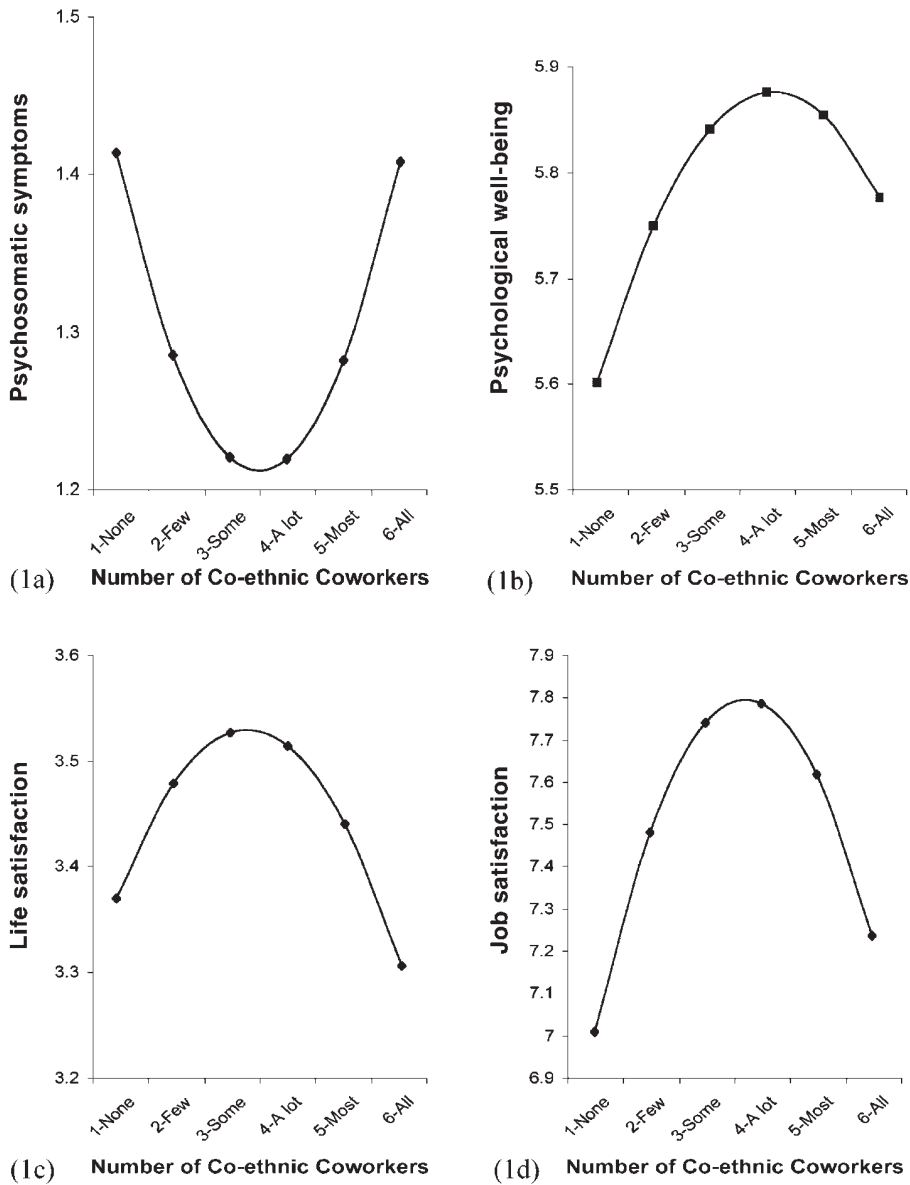 Psychosomatic symptoms
1.5
1.4
1.3
1.2
1-None
2-Few
3-Some
4-A lot
5-Most
6-All
(1a) Number of Co-ethnic Coworkers
Psychological well-being
5.9
5.8
5.7
5.6
5.5
1-None
2-Few
3-Some
4-A lot
5-Most
6-All
(1b) Number of Co-ethnic Coworkers
Life satisfaction
3.6
3.5
3.4
3.3
3.2
1-None
2-Few
3-Some
4-A lot
5-Most
6-All
(1c) Number of Co-ethnic Coworkers
Job satisfaction
7.9
7.8
7.7
7.6
7.5
7.4
7.3
7.2
7.1
7
6.9
1-None
2-Few
3-Some
4-A lot
5-Most
6-All
(1d) Number of Co-ethnic Coworkers